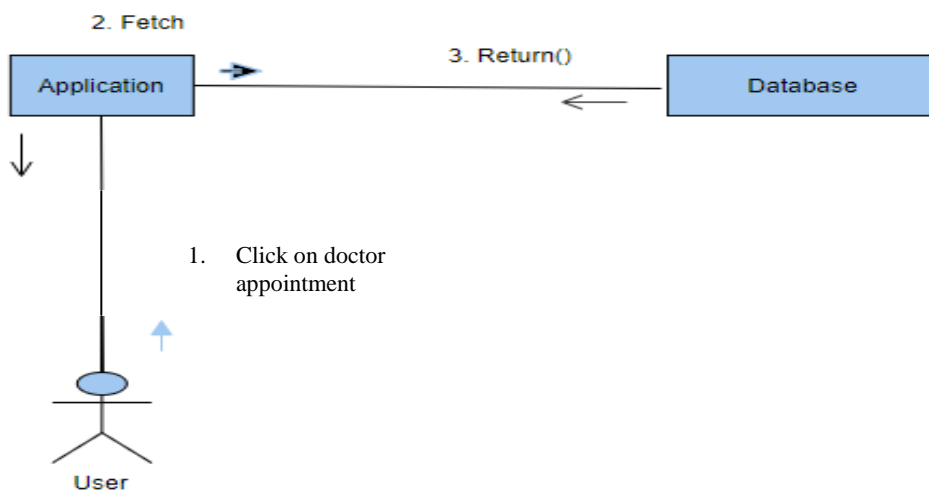 2. Fetch
3. Return()
Application
Database
1. Click on doctor
appointment
User